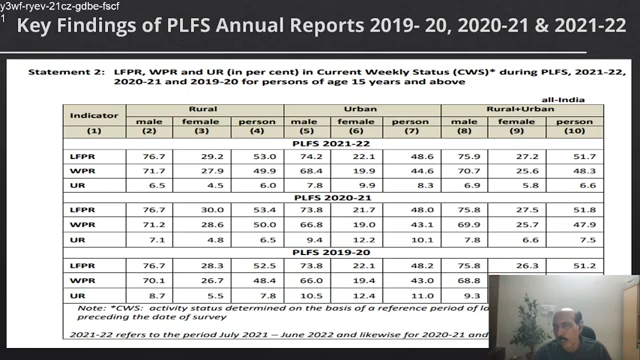 y3wf-ryev-21cz-gdbe-fscf
1
Key Findings of PLFS Annual Reports 2019- 20, 2020-21 & 2021-22
Statement 2: LFPR, WPR and UR (in per cent) in Current Weekly Status (CWS)* during PLFS, 2021-22,
2020-21 and 2019-20 for persons of age 15 years and above
all-India
Indicator Rural Urban Rural+Urban
male female person male female person male female person
(1) (2) (3) (4) (5) (6) (7) (8) (9) (10)
PLFS 2021-22
LFPR 76.7 29.2 53.0 74.2 22.1 48.6 75.9 27.2 51.7
WPR 71.7 27.9 49.9 68.4 19.9 44.6 70.7 25.6 48.3
UR 6.5 4.5 6.0 7.8 9.9 8.3 6.9 5.8 6.6
PLFS 2020-21
LFPR 76.7 30.0 53.4 73.8 21.7 48.0 75.8 27.5 51.8
WPR 71.2 28.6 50.0 66.8 19.0 43.1 69.9 25.7 47.9
UR 7.1 4.8 6.5 9.4 12.2 10.1 7.8 6.6 7.5
PLFS 2019-20
LFPR 76.7 28.3 52.5 73.8 22.1 48.2 75.8 26.3 51.2
WPR 70.1 26.7 48.4 66.0 19.4 43.0 68.8
UR 8.7 5.5 7.8 10.5 12.4 11.0 9.3
Note: *CWS: activity status determined on the basis of a reference period of
preceding the date of survey
2021-22 refers to the period July 2021 – June 2022 and likewise for 2020-21 and